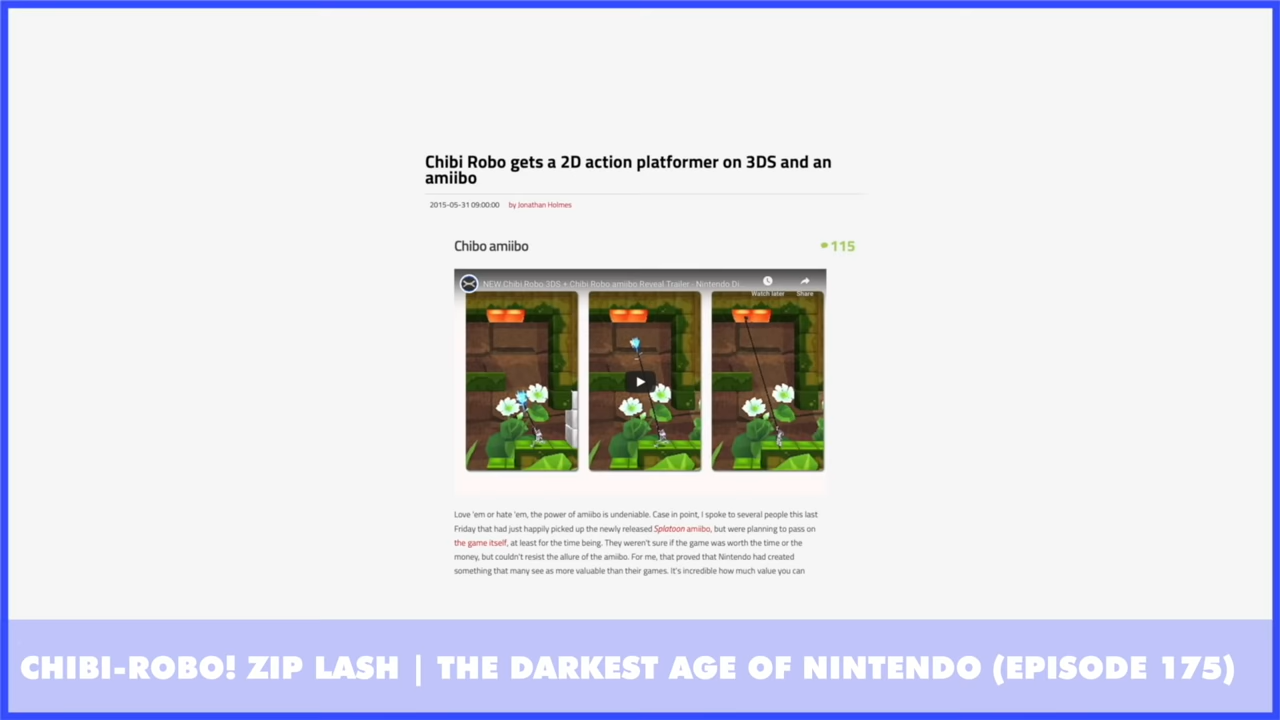 Chibi Robo gets a 2D action platformer on 3DS and an
amiibo
2015-05-31 09:00:00 by Jonathan Holmes
Chibo amiibo
115
NEW Chibi Robo 3DS + Chibi Robo amiibo Reveal Trailer - Nintendo Di...
Watch later Share
Love 'em or hate 'em, the power of amiibo is undeniable. Case in point, I spoke to several people this last
Friday that had just happily picked up the newly released Splatoon amiibo, but were planning to pass on
the game itself, at least for the time being. They weren't sure if the game was worth the time or the
money, but couldn't resist the allure of the amiibo. For me, that proved that Nintendo had created
something that many see as more valuable than their games. It's incredible how much value you can
CHIBI-ROBO! ZIP LASH | THE DARKEST AGE OF NINTENDO (EPISODE 175)